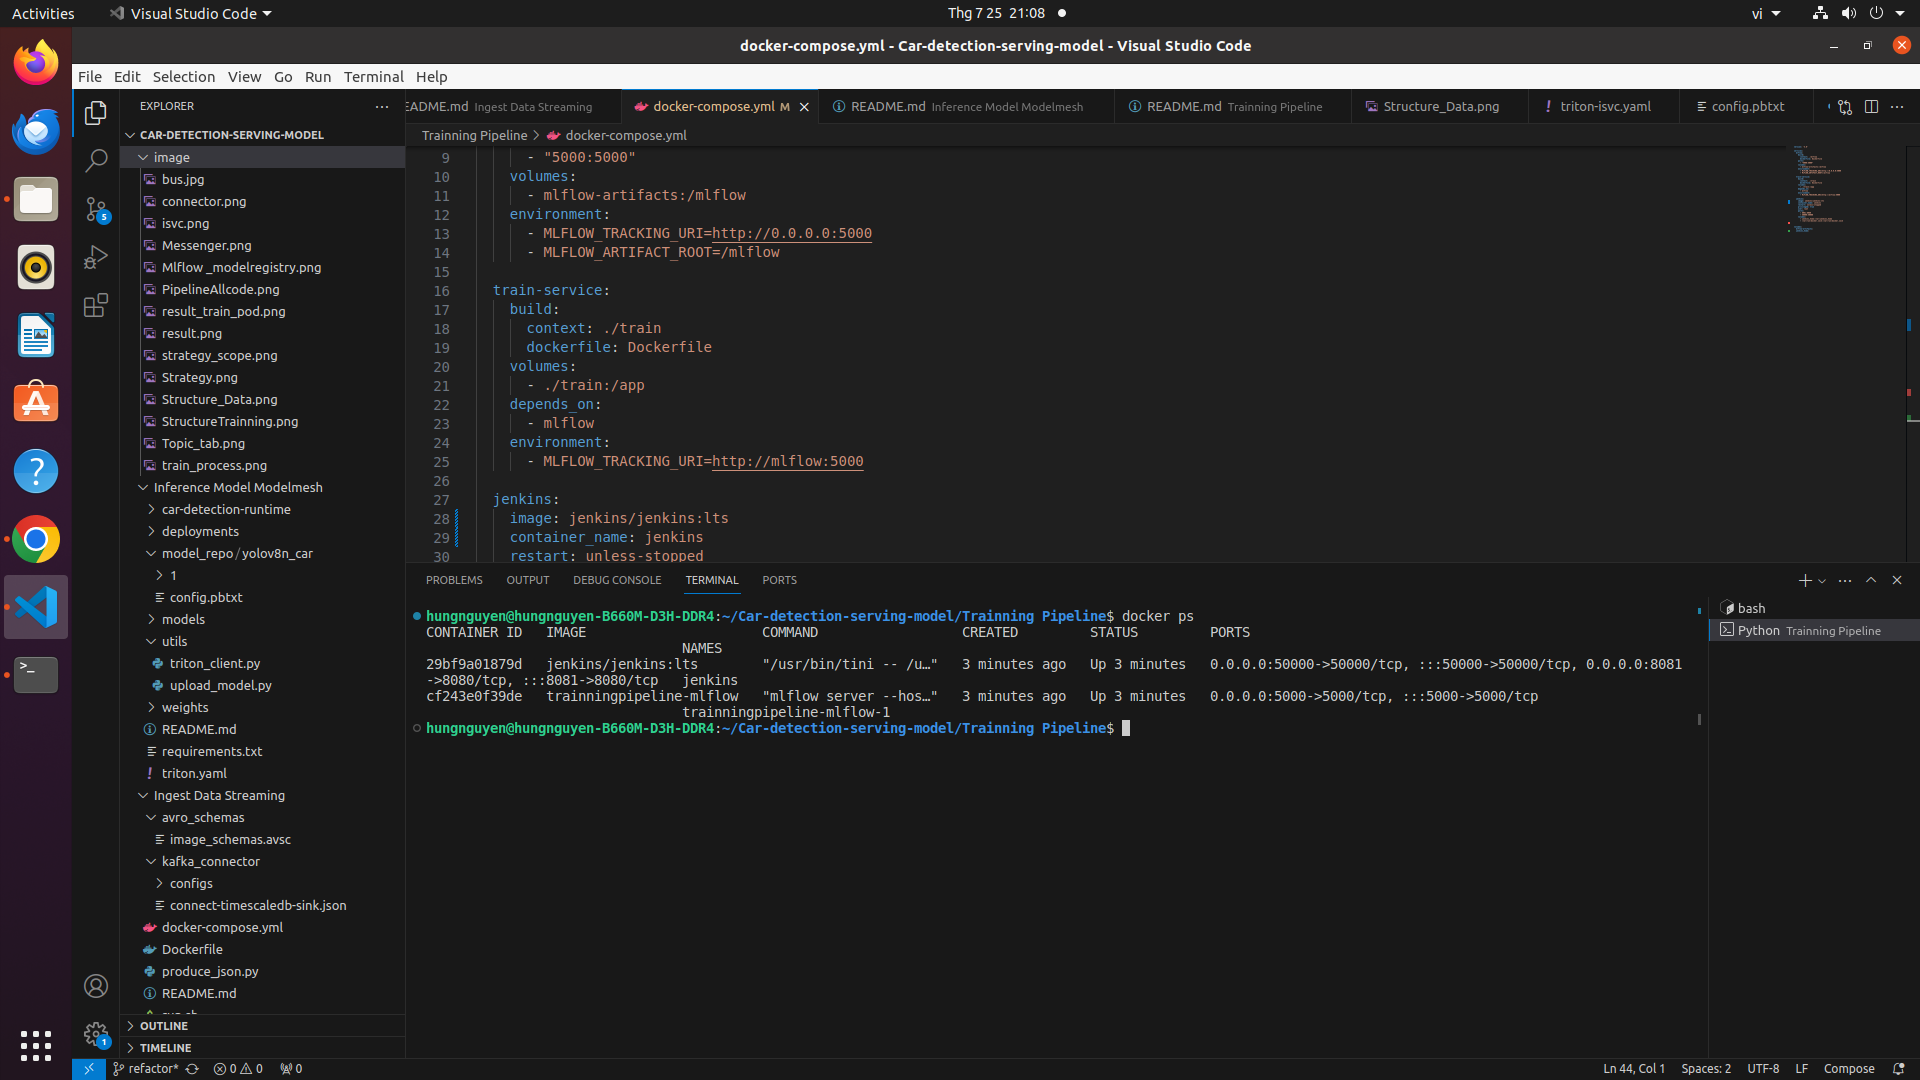 Activities
Visual Studio Code
Thg 7 25 21:08
vi
docker-compose.yml - Car-detection-serving-model - Visual Studio Code
File Edit Selection View Go Run Terminal Help
EXPLORER
CAR-DETECTION-SERVING-MODEL
image
bus.jpg
connector.png
isvc.png
Messenger.png
Mlflow _modelregistry.png
PipelineAllcode.png
result_train_pod.png
result.png
strategy_scope.png
Strategy.png
Structure_Data.png
StructureTrainning.png
Topic_tab.png
train_process.png
Inference Model Modelmesh
car-detection-runtime
deployments
model_repo / yolov8n_car
1
config.pbtxt
models
utils
triton_client.py
upload_model.py
weights
README.md
requirements.txt
triton.yaml
Ingest Data Streaming
avro_schemas
image_schemas.avsc
kafka_connector
configs
connect-timescaledb-sink.json
docker-compose.yml
Dockerfile
produce_json.py
README.md
OUTLINE
TIMELINE
5
1
EADME.md Ingest Data Streaming
docker-compose.yml M
README.md Inference Model Modelmesh
README.md Trainning Pipeline
Structure_Data.png
triton-isvc.yaml
config.pbtxt
Trainning Pipeline > docker-compose.yml
9 - "5000:5000"
10 volumes:
11 - mlflow-artifacts:/mlflow
12 environment:
13 - MLFLOW_TRACKING_URI=http://0.0.0.0:5000
14 - MLFLOW_ARTIFACT_ROOT=/mlflow
15
16 train-service:
17 build:
18 context: ./train
19 dockerfile: Dockerfile
20 volumes:
21 - ./train:/app
22 depends_on:
23 - mlflow
24 environment:
25 - MLFLOW_TRACKING_URI=http://mlflow:5000
26
27 jenkins:
28 image: jenkins/jenkins:lts
29 container_name: jenkins
30 restart: unless-stopped
PROBLEMS OUTPUT DEBUG CONSOLE TERMINAL PORTS
hungnguyen@hungnguyen-B660M-D3H-DDR4:~/Car-detection-serving-model/Trainning Pipeline$ docker ps
CONTAINER ID IMAGE COMMAND CREATED STATUS PORTS
NAMES
29bf9a01879d jenkins/jenkins:lts "/usr/bin/tini -- /u…" 3 minutes ago Up 3 minutes 0.0.0.0:50000->50000/tcp, :::50000->50000/tcp, 0.0.0.0:8081
->8080/tcp, :::8081->8080/tcp jenkins
cf243e0f39de trainningpipeline-mlflow "mlflow server --hos…" 3 minutes ago Up 3 minutes 0.0.0.0:5000->5000/tcp, :::5000->5000/tcp
trainningpipeline-mlflow-1
hungnguyen@hungnguyen-B660M-D3H-DDR4:~/Car-detection-serving-model/Trainning Pipeline$
bash
Python Trainning Pipeline
refactor* 0 0 0
Ln 44, Col 1 Spaces: 2 UTF-8 LF Compose